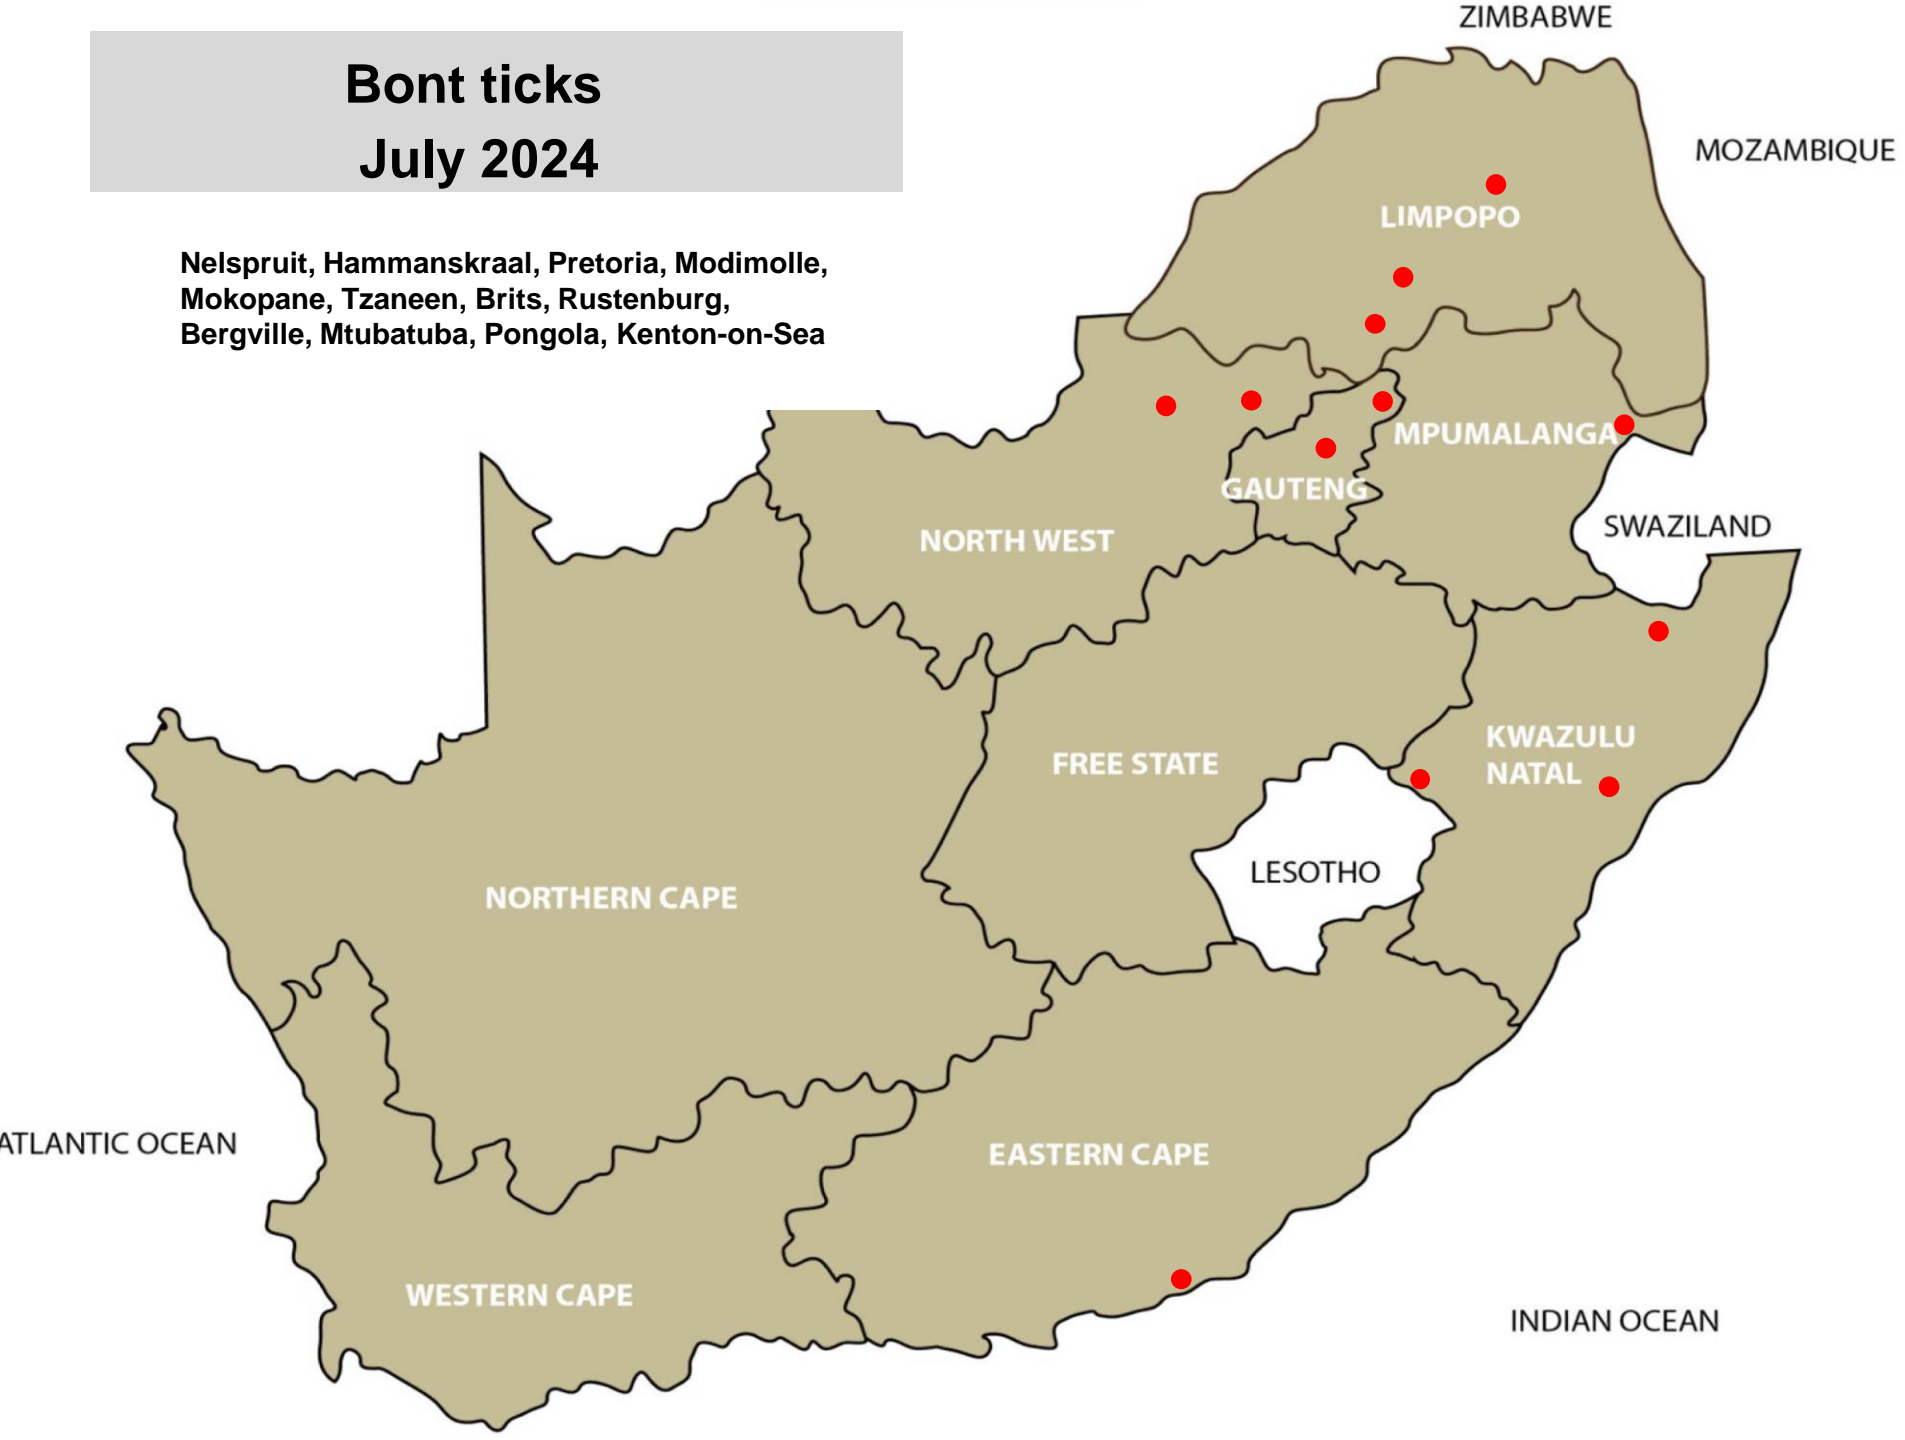 ZIMBABWE
Bont ticks
July 2024
MOZAMBIQUE
LIMPOPO
Nelspruit, Hammanskraal, Pretoria, Modimolle,
Mokopane, Tzaneen, Brits, Rustenburg,
Bergville, Mtubatuba, Pongola, Kenton-on-Sea
MPUMALANGA
GAUTENG
NORTH WEST
SWAZILAND
KWAZULU
NATAL
FREE STATE
LESOTHO
NORTHERN CAPE
ATLANTIC OCEAN
EASTERN CAPE
WESTERN CAPE
INDIAN OCEAN